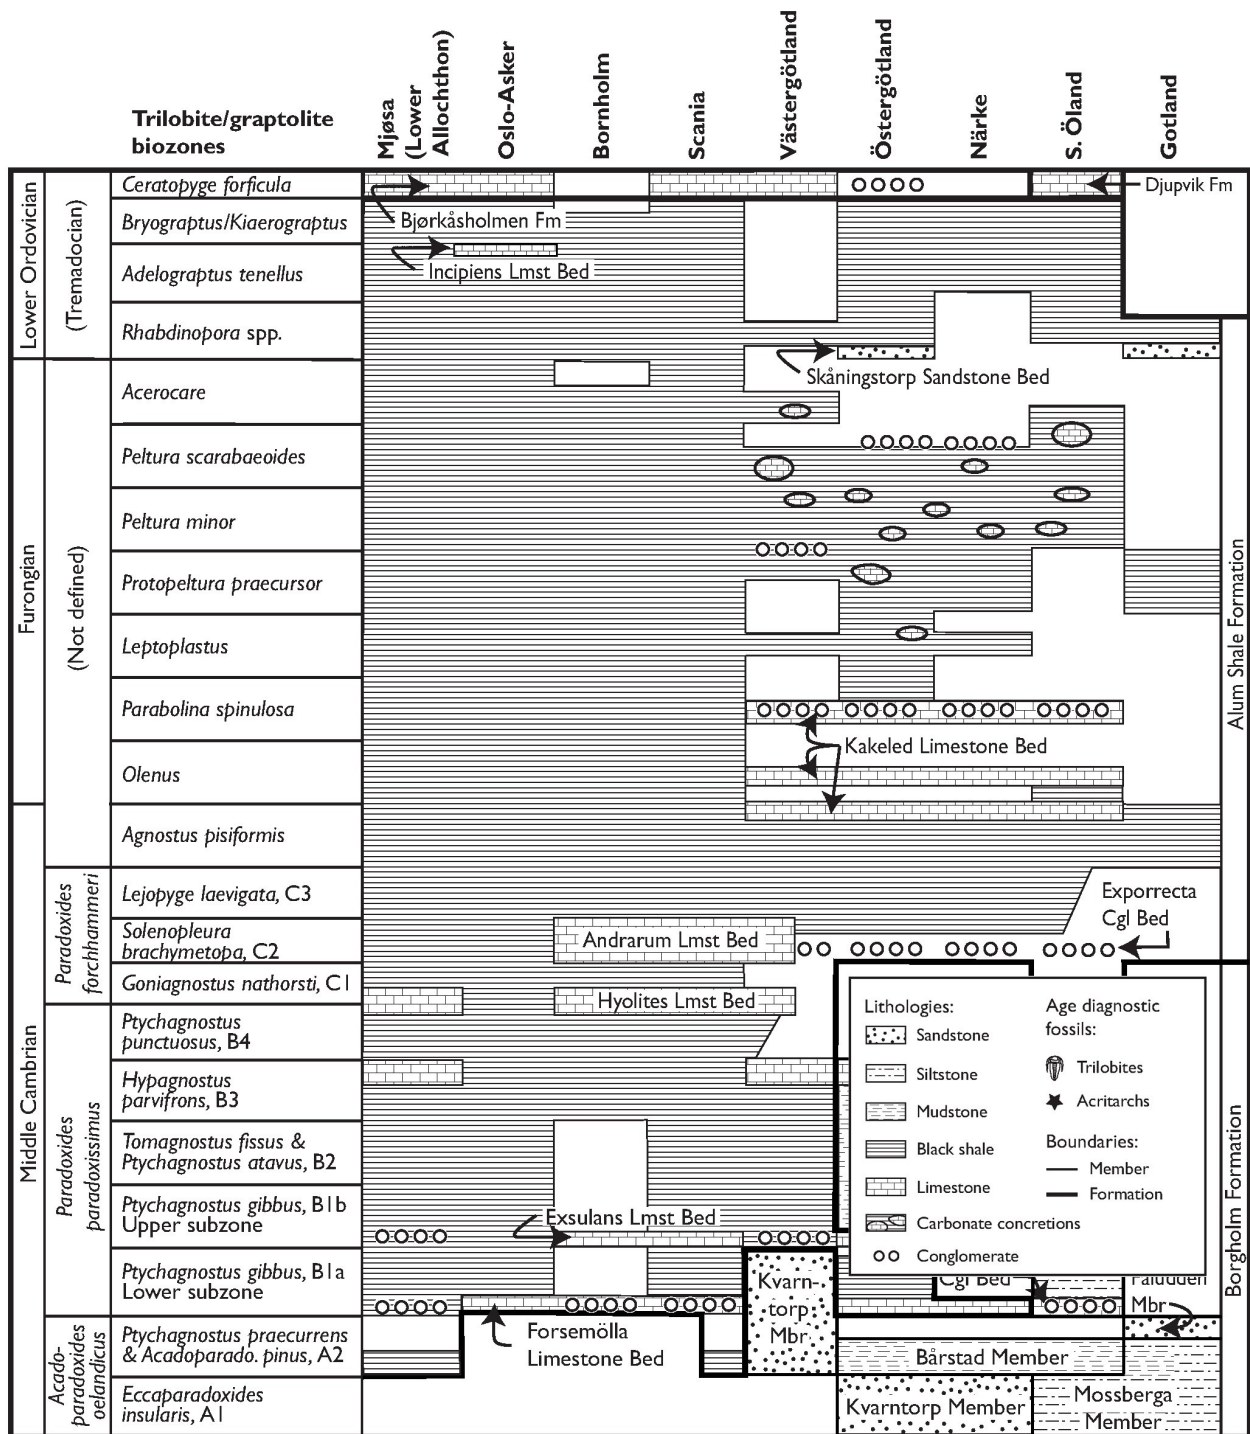 Trilobite/graptolite
biozones
Mjøsa
(Lower
Allochthon)
Oslo-Asker
Bornholm
Scania
Västergötland
Östergötland
Närke
S. Öland
Gotland
Lower Ordovician
(Tremadocian)
Ceratopyge forficula
Bryograptus/Kiaerograptus
Adelograptus tenellus
Rhabdinopora spp.
Djupvik Fm
Bjørkåsholmen Fm
Incipiens Lmst Bed
Skåningstorp Sandstone Bed
Furongian
(Not defined)
Acerocare
Peltura scarabaeoides
Peltura minor
Protopeltura praecursor
Leptoplastus
Parabolina spinulosa
Olenus
Kakeled Limestone Bed
Alum Shale Formation
Middle Cambrian
Agnostus pisiformis
Paradoxides
forchhammeri
Lejopyge laevigata, C3
Solenopleura
brachymetopa, C2
Goniagnostus nathorsti, C1
Exporrecta
Cgl Bed
Andrarum Lmst Bed
Hyolites Lmst Bed
Paradoxides
paradoxissimus
Ptychagnostus
punctuosus, B4
Hypagnostus
parvifrons, B3
Tomagnostus fissus &
Ptychagnostus atavus, B2
Ptychagnostus gibbus, B1b
Upper subzone
Ptychagnostus gibbus, B1a
Lower subzone
Exsulans Lmst Bed
Acado-
paradoxides
oelandicus
Ptychagnostus praecurrens
& Acadoparado. pinus, A2
Eccaparadoxides
insularis, A1
Forsemölla
Limestone Bed
Kvarn-
torp
Mbr
Lithologies:
Sandstone
Siltstone
Mudstone
Black shale
Limestone
Carbonate concretions
Conglomerate
Age diagnostic
fossils:
Trilobites
Acritarchs
Boundaries:
Member
Formation
Borgholm Formation
Cgl Bed
Faludden
Mbr
Bårstad Member
Kvarntorp Member
Mossberga
Member